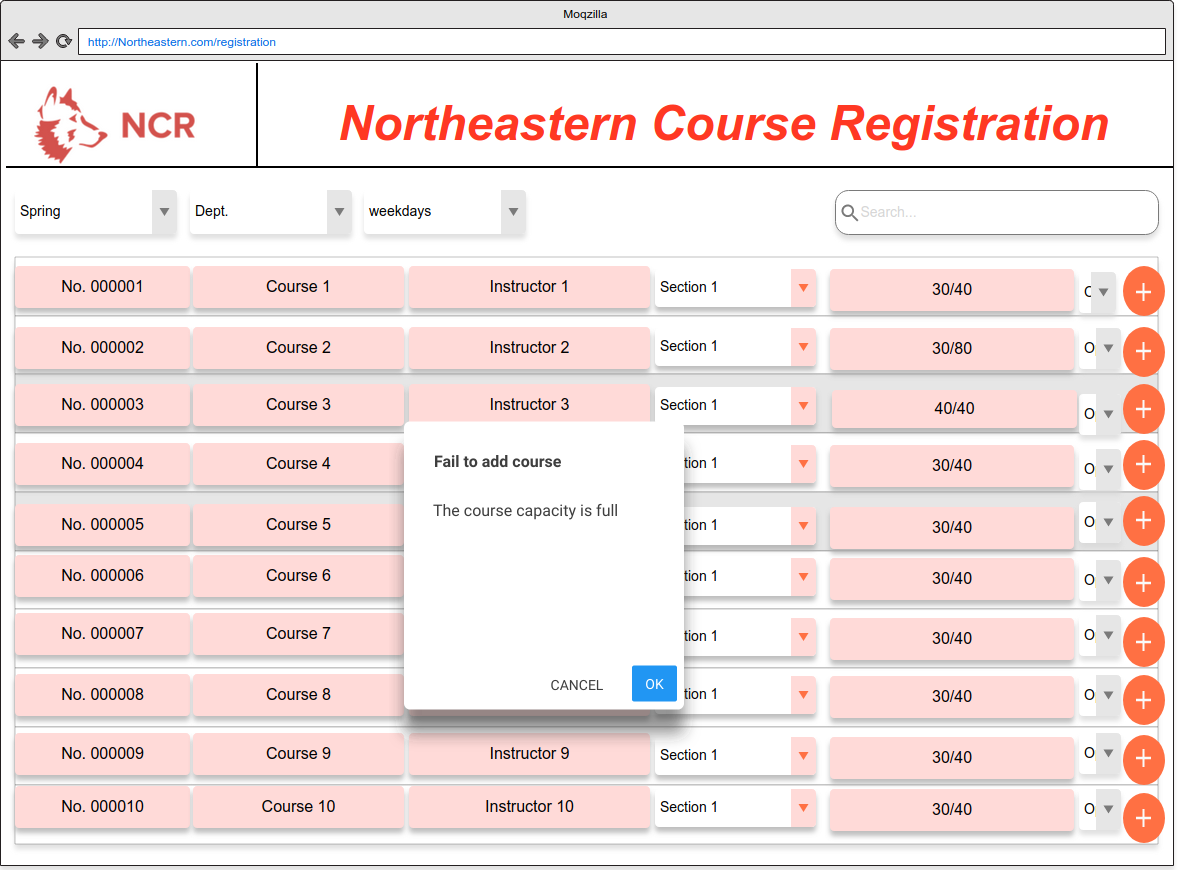 Moqzilla
http://Northeastern.com/registration
NCR
Northeastern Course Registration
Spring Dept. weekdays Search...
No. 000001 Course 1 Instructor 1 Section 1 30/40
No. 000002 Course 2 Instructor 2 Section 1 30/80 O
No. 000003 Course 3 Instructor 3 Section 1 40/40 O
Fail to add course
The course capacity is full
CANCEL OK
No. 000004 Course 4 tion 1 30/40 O
No. 000005 Course 5 tion 1 30/40 O
No. 000006 Course 6 tion 1 30/40 O
No. 000007 Course 7 tion 1 30/40 O
No. 000008 Course 8 tion 1 30/40 O
No. 000009 Course 9 Instructor 9 Section 1 30/40 O
No. 000010 Course 10 Instructor 10 Section 1 30/40 O